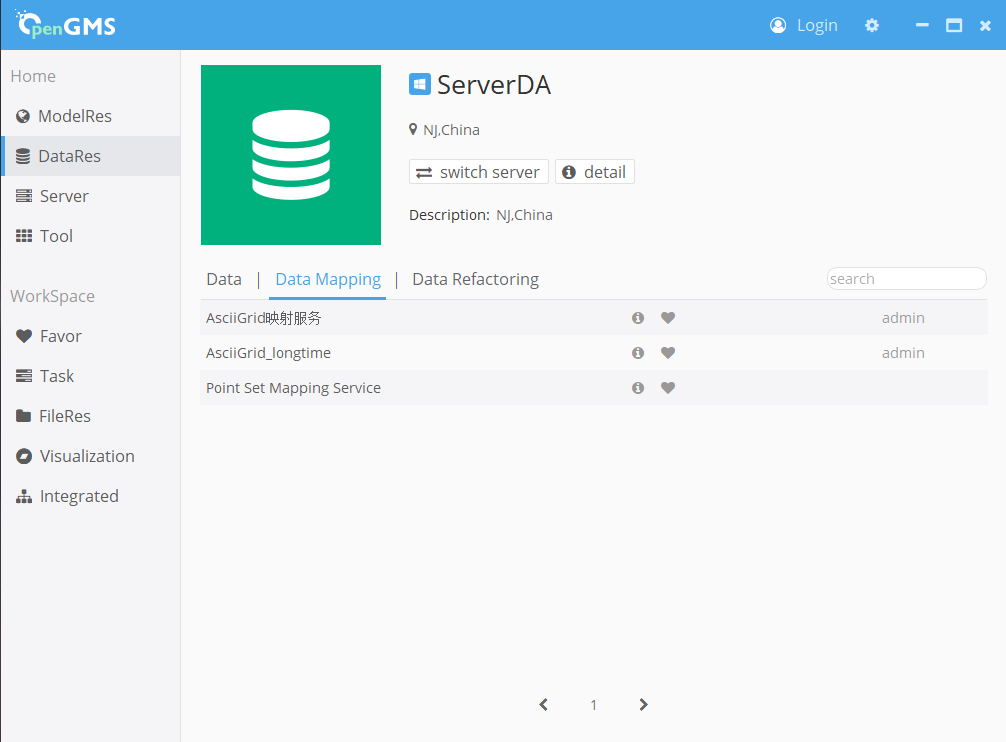 OpenGMS
Login
Home
ModelRes
DataRes
Server
Tool
WorkSpace
Favor
Task
FileRes
Visualization
Integrated
ServerDA
NJ,China
switch server
detail
Description: NJ,China
Data | Data Mapping | Data Refactoring
search
AsciiGrid映射服务 admin
AsciiGrid_longtime admin
Point Set Mapping Service
1